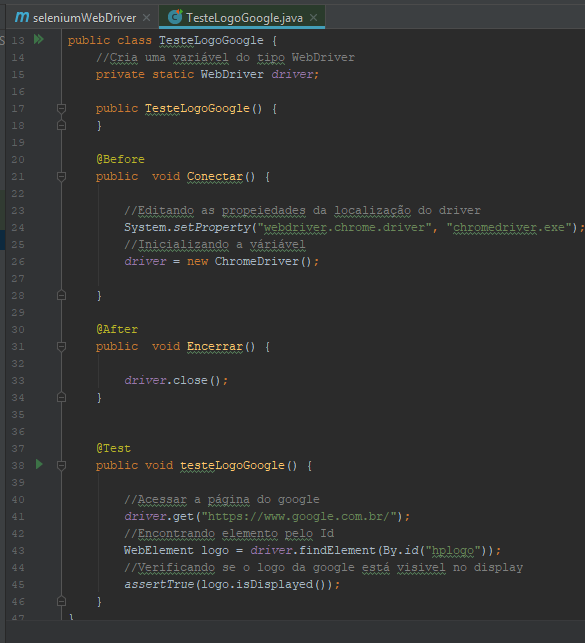 seleniumWebDriver × TesteLogoGoogle.java ×
13 public class TesteLogoGoogle {
14 //Cria uma variável do tipo WebDriver
15 private static WebDriver driver;
16
17 public TesteLogoGoogle() {
18 }
19
20 @Before
21 public  void Conectar() {
22
23 //Editando as propeiedades da localização do driver
24 System.setProperty("webdriver.chrome.driver", "chromedriver.exe");
25 //Inicializando a váriável
26 driver = new ChromeDriver();
27
28 }
29
30 @After
31 public  void Encerrar() {
32
33 driver.close();
34 }
35
36
37 @Test
38 public void testeLogoGoogle() {
39
40 //Acessar a página do google
41 driver.get("https://www.google.com.br/");
42 //Encontrando elemento pelo Id
43 WebElement logo = driver.findElement(By.id("hplogo"));
44 //Verificando se o logo da google está visivel no display
45 assertTrue(logo.isDisplayed());
46 }
47 }